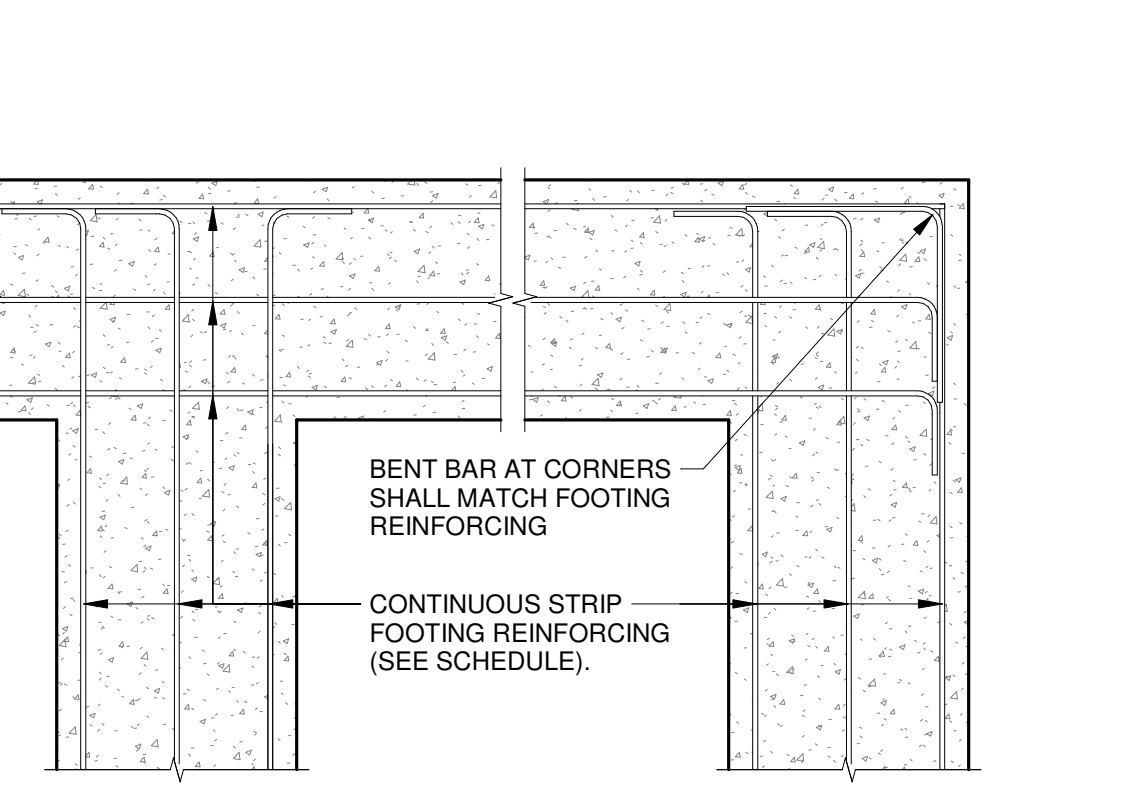 BENT BAR AT CORNERS
SHALL MATCH FOOTING
REINFORCING
CONTINUOUS STRIP
FOOTING REINFORCING
(SEE SCHEDULE).